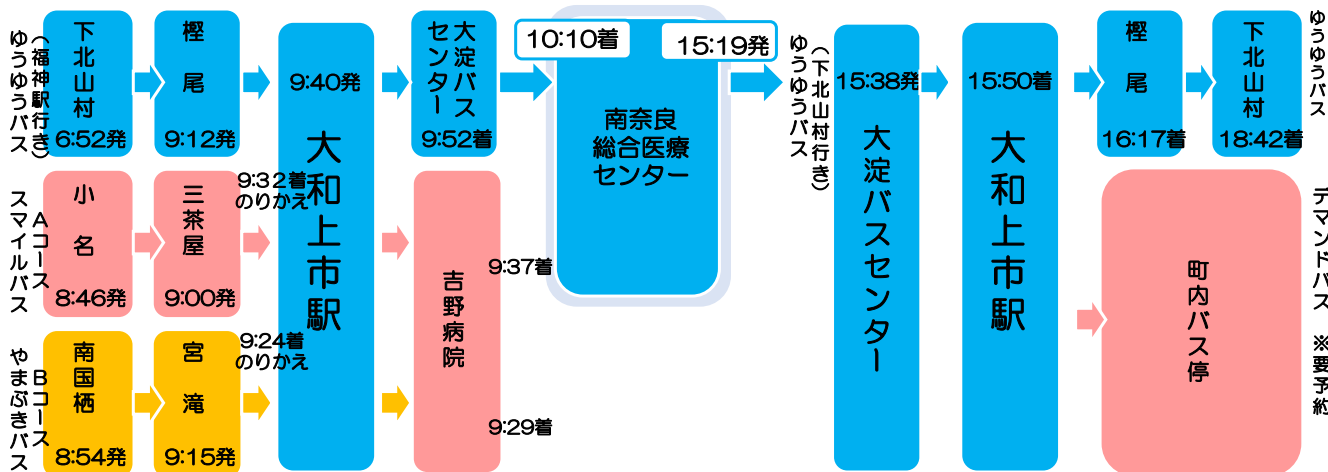 ゆうゆうバス
（福神駅行き）
下北山村
6:52発
樫尾
9:12発
9:40発
大和上市駅
大淀バス
センター
9:52着
10:10着
南奈良
総合医療
センター
15:19発
ゆうゆうバス
（下北山村行き）
15:38発
大淀バスセンター
15:50着
大和上市駅
樫尾
16:17着
下北山村
18:42着
ゆうゆうバス
スマイルバス
Aコース
小名
8:46発
三茶屋
9:00発
9:32着
のりかえ
吉野病院
9:37着
9:29着
やまぶきバス
Bコース
南国栖
8:54発
宮滝
9:15発
9:24着
のりかえ
町内バス停
デマンドバス ※要予約